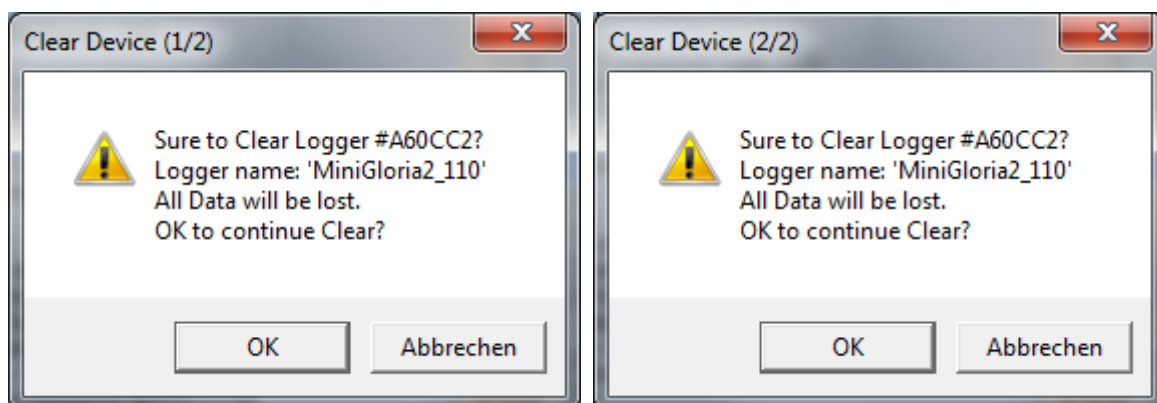 Clear Device (1/2)
Sure to Clear Logger #A60CC2?
Logger name: 'MiniGloria2_110'
All Data will be lost.
OK to continue Clear?
OK
Abbrechen
Clear Device (2/2)
Sure to Clear Logger #A60CC2?
Logger name: 'MiniGloria2_110'
All Data will be lost.
OK to continue Clear?
OK
Abbrechen